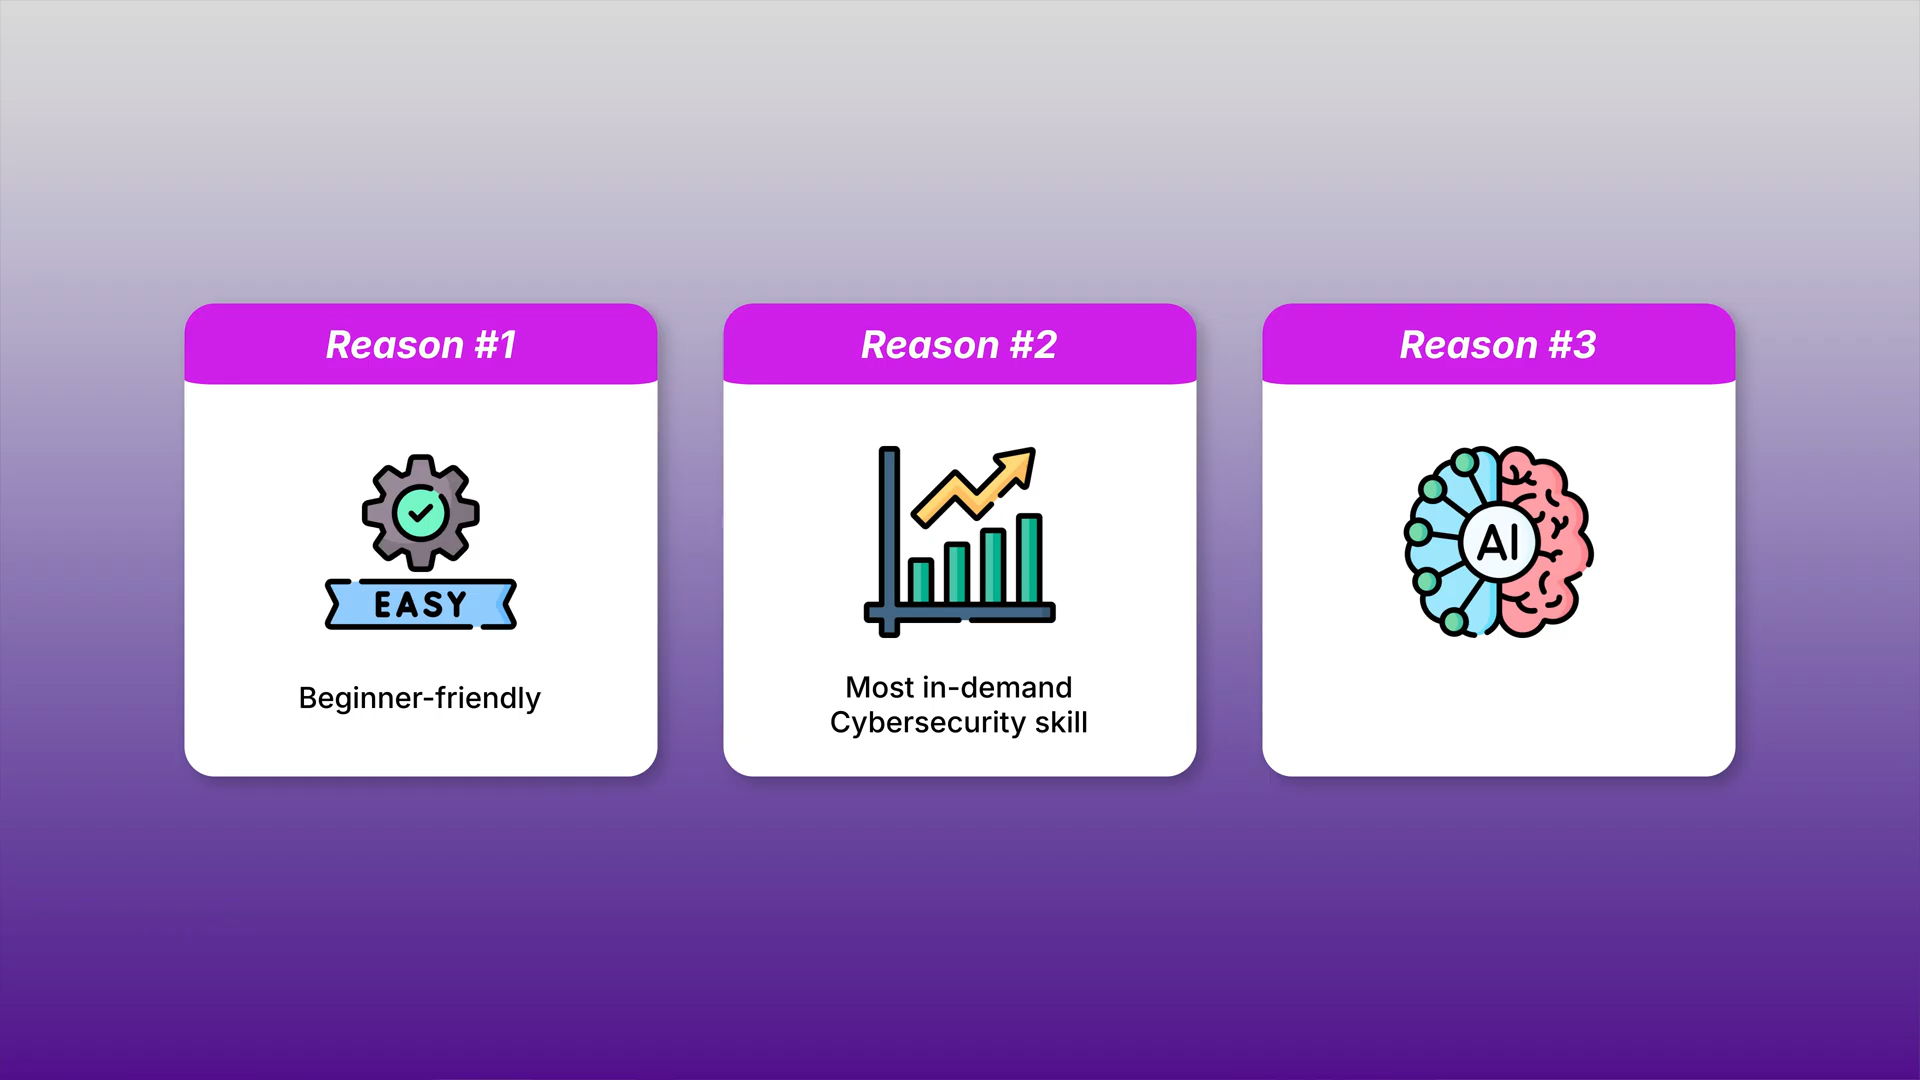 Reason #1
EASY
Beginner-friendly
Reason #2
Most in-demand
Cybersecurity skill
Reason #3
AI